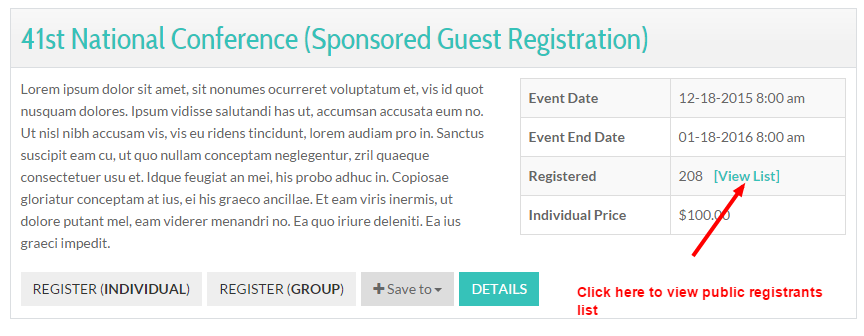 41st National Conference (Sponsored Guest Registration)
Lorem ipsum dolor sit amet, sit nonumes ocurreret voluptatum et, vis id quot
nusquam dolores. Ipsum vidisse salutandi has ut, accumsan accusata eum no.
Ut nisl nibh accusam vis, vis eu ridens tincidunt, lorem audiam pro in. Sanctus
suscipit eam cu, ut quo nullam conceptam neglegentur, zril quaeque
consectetuer usu et. Idque feugiat an mei, his probo adhuc in. Copiosae
gloriatur conceptam at ius, ei his graeco ancillae. Et eam viris inermis, ut
dolore putant mel, eam viderer menandri no. Ea quo iriure deleniti. Ea ius
graeci impedit.
Event Date 12-18-2015 8:00 am
Event End Date 01-18-2016 8:00 am
Registered 208 [View List]
Individual Price $100.00
REGISTER (INDIVIDUAL) REGISTER (GROUP) + Save to DETAILS
Click here to view public registrants
list